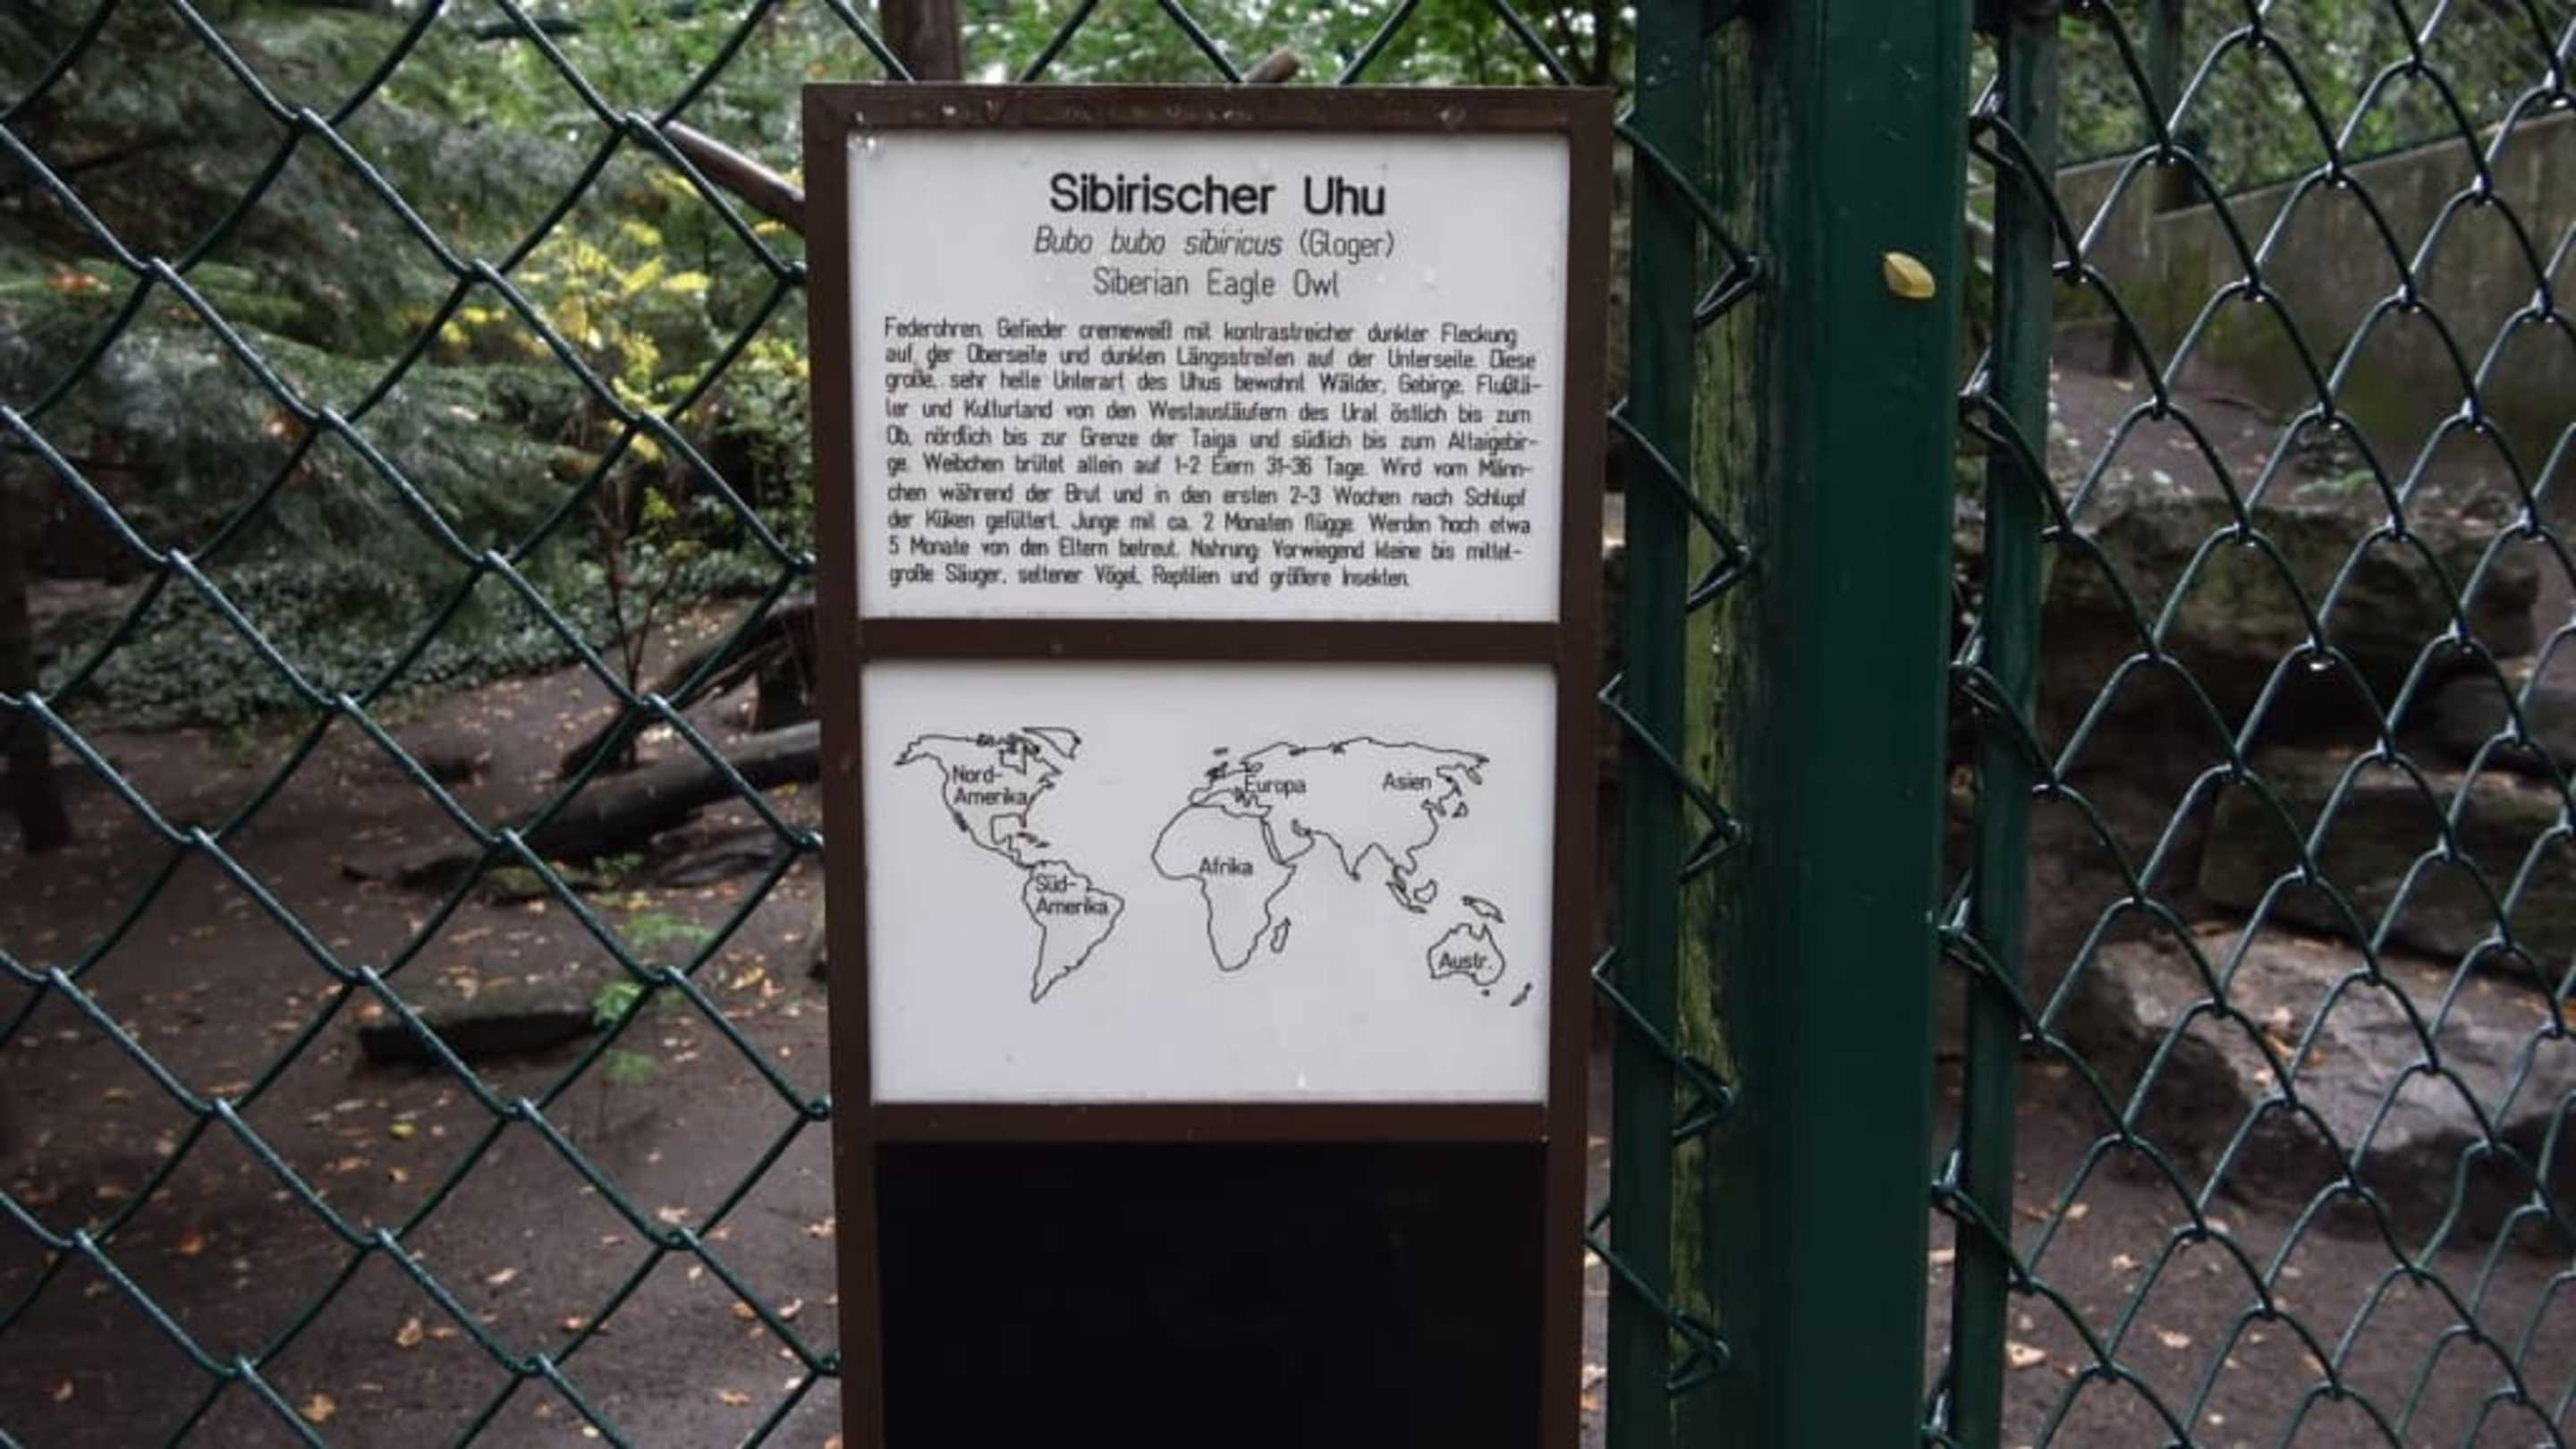 Sibirischer Uhu
Bubo bubo sibiricus (Gloger)
Siberian Eagle Owl
Federohren. Gefieder cremeweiß mit kontrastreicher dunkler Fleckung
auf der Oberseite und dunklen Längsstreifen auf der Unterseite. Diese
große, sehr helle Unterart des Uhus bewohnt Wälder, Gebirge, Flußtä-
ler und Kulturland von den Westausläufern des Ural östlich bis zum
Ob, nördlich bis zur Grenze der Taiga und südlich bis zum Altaigebir-
ge. Weibchen brütet allein auf 1-2 Eiern 31-36 Tage. Wird vom Männ-
chen während der Brut und in den ersten 2-3 Wochen nach Schlupf
der Küken gefüttert. Junge mit ca. 2 Monaten flügge. Werden noch etwa
5 Monate von den Eltern betreut. Nahrung: Vorwiegend kleine bis mittel-
große Säuger, seltener Vögel, Reptilien und größere Insekten.
Nord-
Amerika
Europa
Asien
Afrika
Süd-
Amerika
Austr.